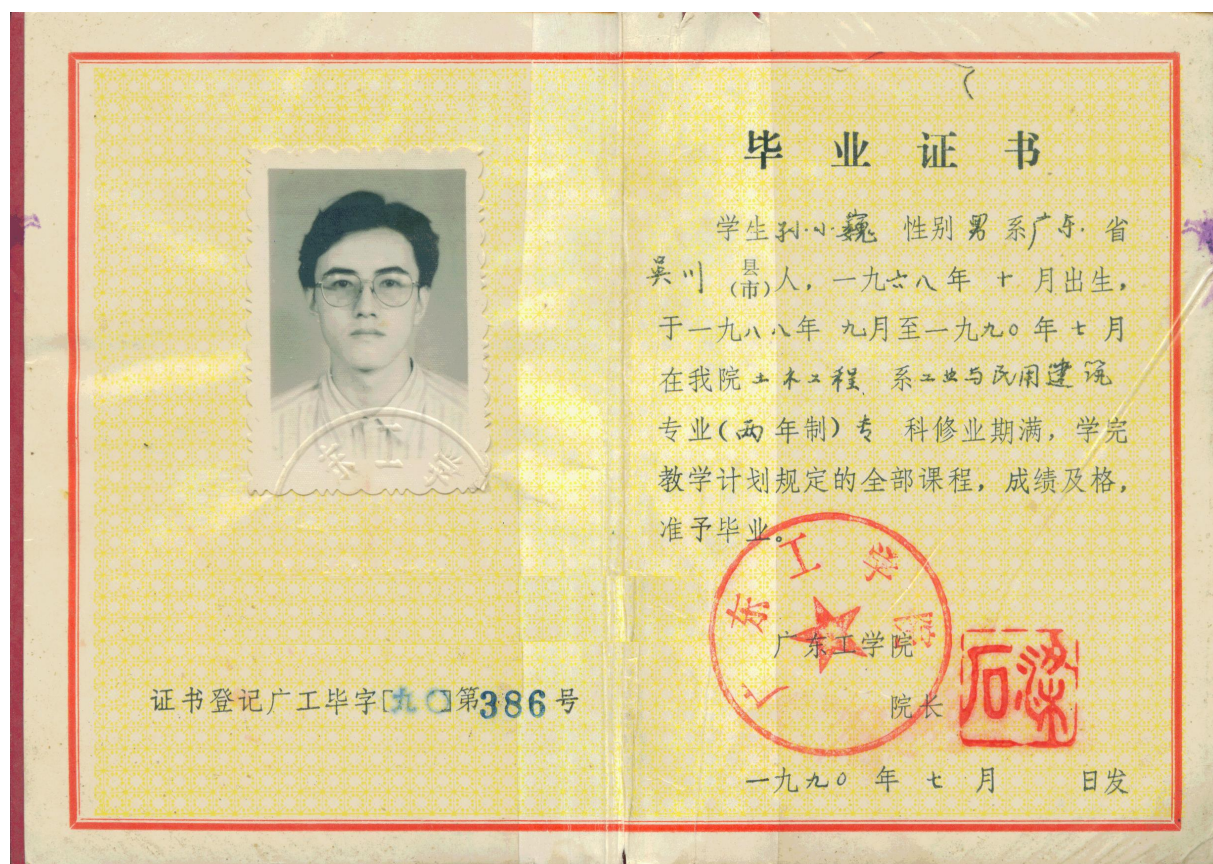 毕业证书
学生孙小巍 性别男系广东省
吴川 县(市)人，一九六八年十月出生，
于一九八八年九月至一九九〇年七月
在我院土木工程 系工业与民用建筑
专业(两年制)专 科修业期满，学完
教学计划规定的全部课程，成绩及格，
准予毕业。
广东工学院
广东工学院
院长
石梁
一九九〇年七月 日发
证书登记广工毕字[九〇]第386号